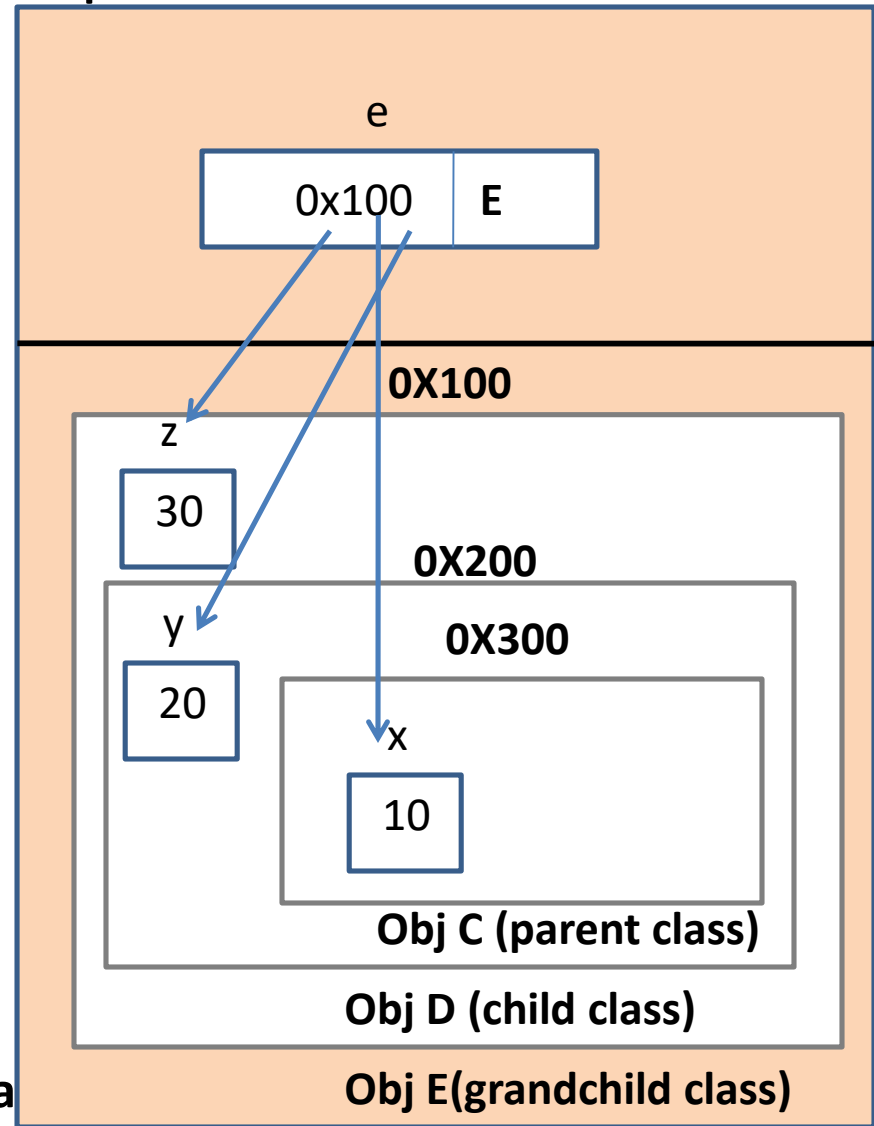 e
0x100 E
0X100
z
30
0X200
y
0X300
20
x
10
Obj C (parent class)
Obj D (child class)
a
Obj E(grandchild class)